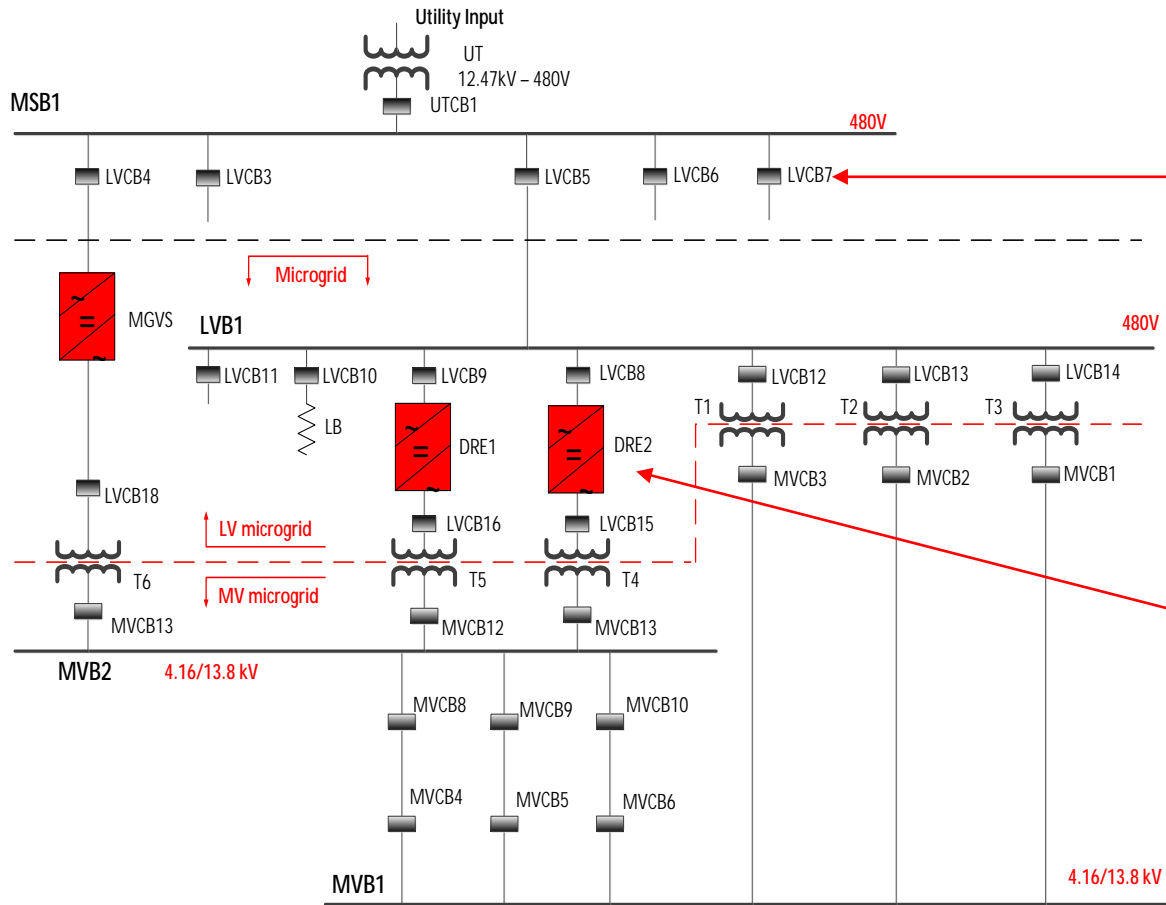 Utility Input
UT
12.47kV – 480V
UTCB1
MSB1
480V
LVCB4
LVCB3
LVCB5
LVCB6
LVCB7
Microgrid
MGVS
~
=
~
LVB1
480V
LVCB11
LVCB10
LVCB9
LVCB8
LVCB12
LVCB13
LVCB14
LB
~
=
~
DRE1
~
=
~
DRE2
T1
T2
T3
MVCB3
MVCB2
MVCB1
LVCB18
LVCB16
LVCB15
LV microgrid
T6
MV microgrid
T5
T4
MVCB13
MVCB12
MVCB13
MVB2
4.16/13.8 kV
MVCB8
MVCB9
MVCB10
MVCB4
MVCB5
MVCB6
MVB1
4.16/13.8 kV